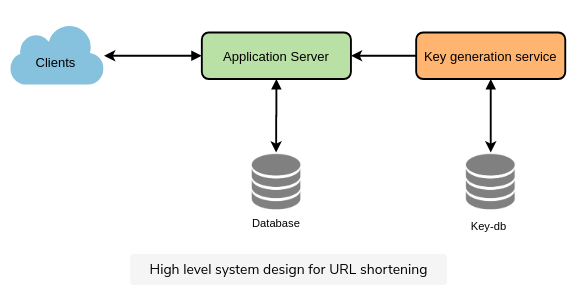 Clients
Application Server
Key generation service
Database
Key-db
High level system design for URL shortening